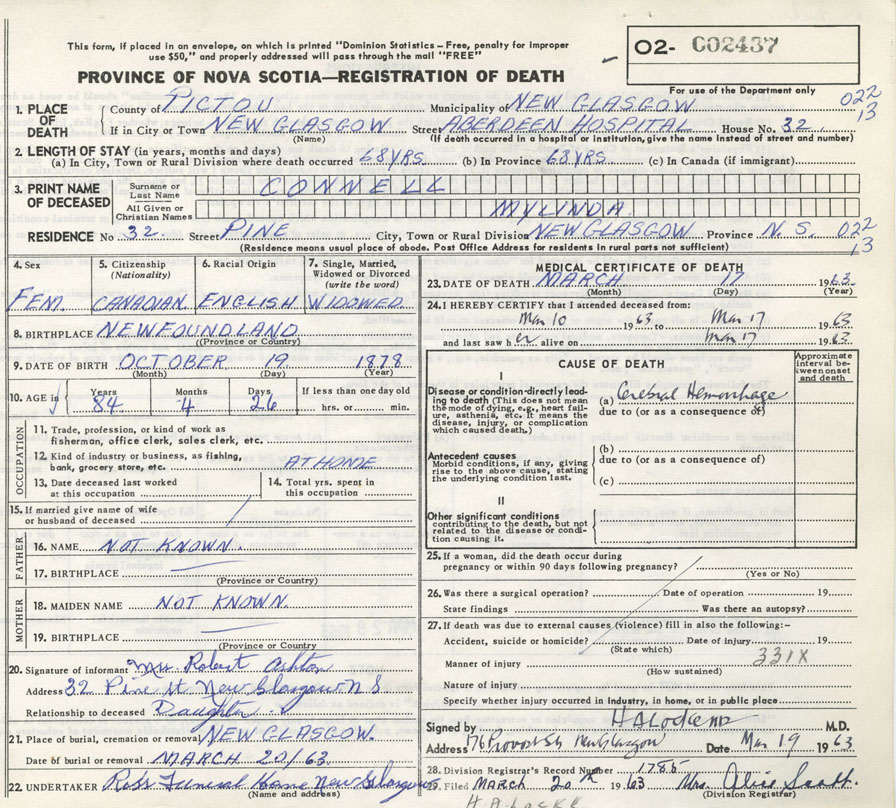 This form, if placed in an envelope, on which is printed "Dominion Statistics – Free, penalty for improper
use $50," and properly addressed will pass through the mail "FREE"
PROVINCE OF NOVA SCOTIA—REGISTRATION OF DEATH
O2- C02437
For use of the Department only
022
13
1. PLACE OF DEATH { County of PICTOU Municipality of NEW GLASGOW
If in City or Town NEW GLASGOW Street ABERDEEN HOSPITAL House No. 32
(Name) (If death occurred in a hospital or institution, give the name instead of street and number)
2. LENGTH OF STAY (in years, months and days)
(a) In City, Town or Rural Division where death occurred 68 YRS (b) In Province 68 YRS (c) In Canada (if immigrant)
3. PRINT NAME OF DECEASED { Surname or Last Name CONNELL
All Given or Christian Names MYLINDA
RESIDENCE No 32. Street PINE City, Town or Rural Division NEW GLASGOW Province N. S. 022
13
(Residence means usual place of abode. Post Office Address for residents in rural parts not sufficient)
4. Sex 5. Citizenship (Nationality) 6. Racial Origin 7. Single, Married, Widowed or Divorced (write the word)
FEM. CANADIAN ENGLISH WIDOWED
8. BIRTHPLACE NEWFOUNDLAND
(Province or Country)
9. DATE OF BIRTH OCTOBER 19 1878
(Month) (Day) (Year)
10. AGE in Years Months Days If less than one day old
84 4 26 hrs. or min.
OCCUPATION
11. Trade, profession, or kind of work as
fisherman, office clerk, sales clerk, etc.
12. Kind of industry or business, as fishing,
bank, grocery store, etc. AT HOME
13. Date deceased last worked at this occupation
14. Total yrs. spent in this occupation
15. If married give name of wife
or husband of deceased
FATHER
16. NAME NOT KNOWN.
17. BIRTHPLACE
(Province or Country)
MOTHER
18. MAIDEN NAME NOT KNOWN.
19. BIRTHPLACE
(Province or Country)
20. Signature of informant Mrs Robert Ashton
Address 32 Pine St New Glasgow N S
Relationship to deceased Daughter
21. Place of burial, cremation or removal NEW GLASGOW.
Date of burial or removal MARCH 20/63.
22. UNDERTAKER Ross Funeral Home New Glasgow
(Name and address)
MEDICAL CERTIFICATE OF DEATH
23. DATE OF DEATH MARCH 17 1963
(Month) (Day) (Year)
24. I HEREBY CERTIFY that I attended deceased from:
Mar 10 1963 to Mar 17 1963
and last saw her alive on Mar 17 1963.
CAUSE OF DEATH
Approximate interval between onset and death
I
Disease or condition directly leading to death (This does not mean the mode of dying, e.g., heart failure, asthenia, etc. It means the disease, injury, or complication which caused death.)
(a) Cerebral Hemorrhage
due to (or as a consequence of)
Antecedent causes
Morbid conditions, if any, giving rise to the above cause, stating the underlying condition last.
(b)
due to (or as a consequence of)
(c)
II
Other significant conditions
contributing to the death, but not related to the disease or condition causing it.
25. If a woman, did the death occur during
pregnancy or within 90 days following pregnancy?
(Yes or No)
26. Was there a surgical operation? Date of operation 19
State findings Was there an autopsy?
27. If death was due to external causes (violence) fill in also the following:–
Accident, suicide or homicide? Date of injury 19
(State which)
Manner of injury 331X
(How sustained)
Nature of injury
Specify whether injury occurred in Industry, in home, or in public place
Signed by H A Locke MD M.D.
Address 176 Provost St New Glasgow Date Mar 19 1963
28. Division Registrar's Record Number 1785
Filed MARCH 20 1963 Mrs. Scott.
(Division Registrar)
H. A. LOCKE